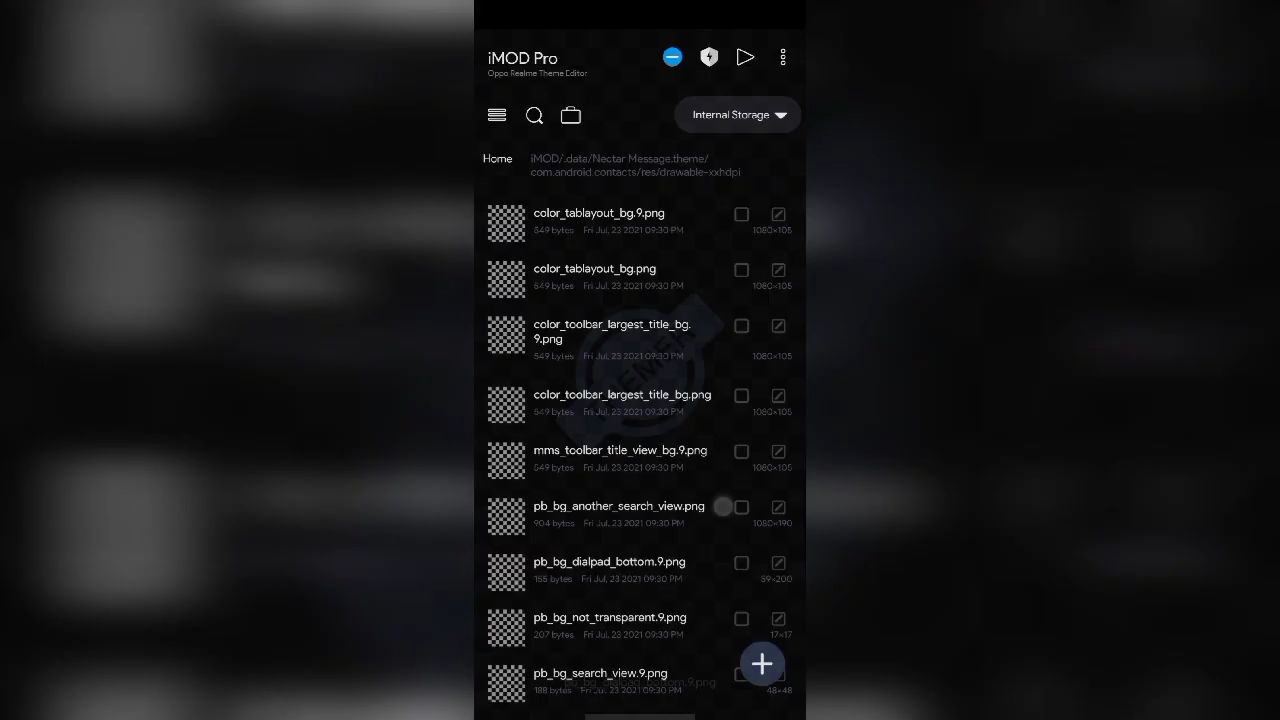 iMOD Pro
Oppo Realme Theme Editor
Internal Storage
Home
iMOD/.data/Nectar Message.theme/
com.android.contacts/res/drawable-xxhdpi
color_tablayout_bg.9.png
549 bytes Fri Jul, 23 2021 09:30 PM
1080×105
color_tablayout_bg.png
549 bytes Fri Jul, 23 2021 09:30 PM
1080×105
color_toolbar_largest_title_bg.
9.png
549 bytes Fri Jul, 23 2021 09:30 PM
1080×105
color_toolbar_largest_title_bg.png
549 bytes Fri Jul, 23 2021 09:30 PM
1080×105
mms_toolbar_title_view_bg.9.png
549 bytes Fri Jul, 23 2021 09:30 PM
1080×105
pb_bg_another_search_view.png
904 bytes Fri Jul, 23 2021 09:30 PM
1080×190
pb_bg_dialpad_bottom.9.png
155 bytes Fri Jul, 23 2021 09:30 PM
59×200
pb_bg_not_transparent.9.png
207 bytes Fri Jul, 23 2021 09:30 PM
17×17
pb_bg_search_view.9.png
188 bytes Fri Jul, 23 2021 09:30 PM
48×48